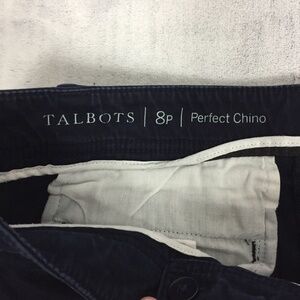 TALBOTS | 8P | Perfect Chino